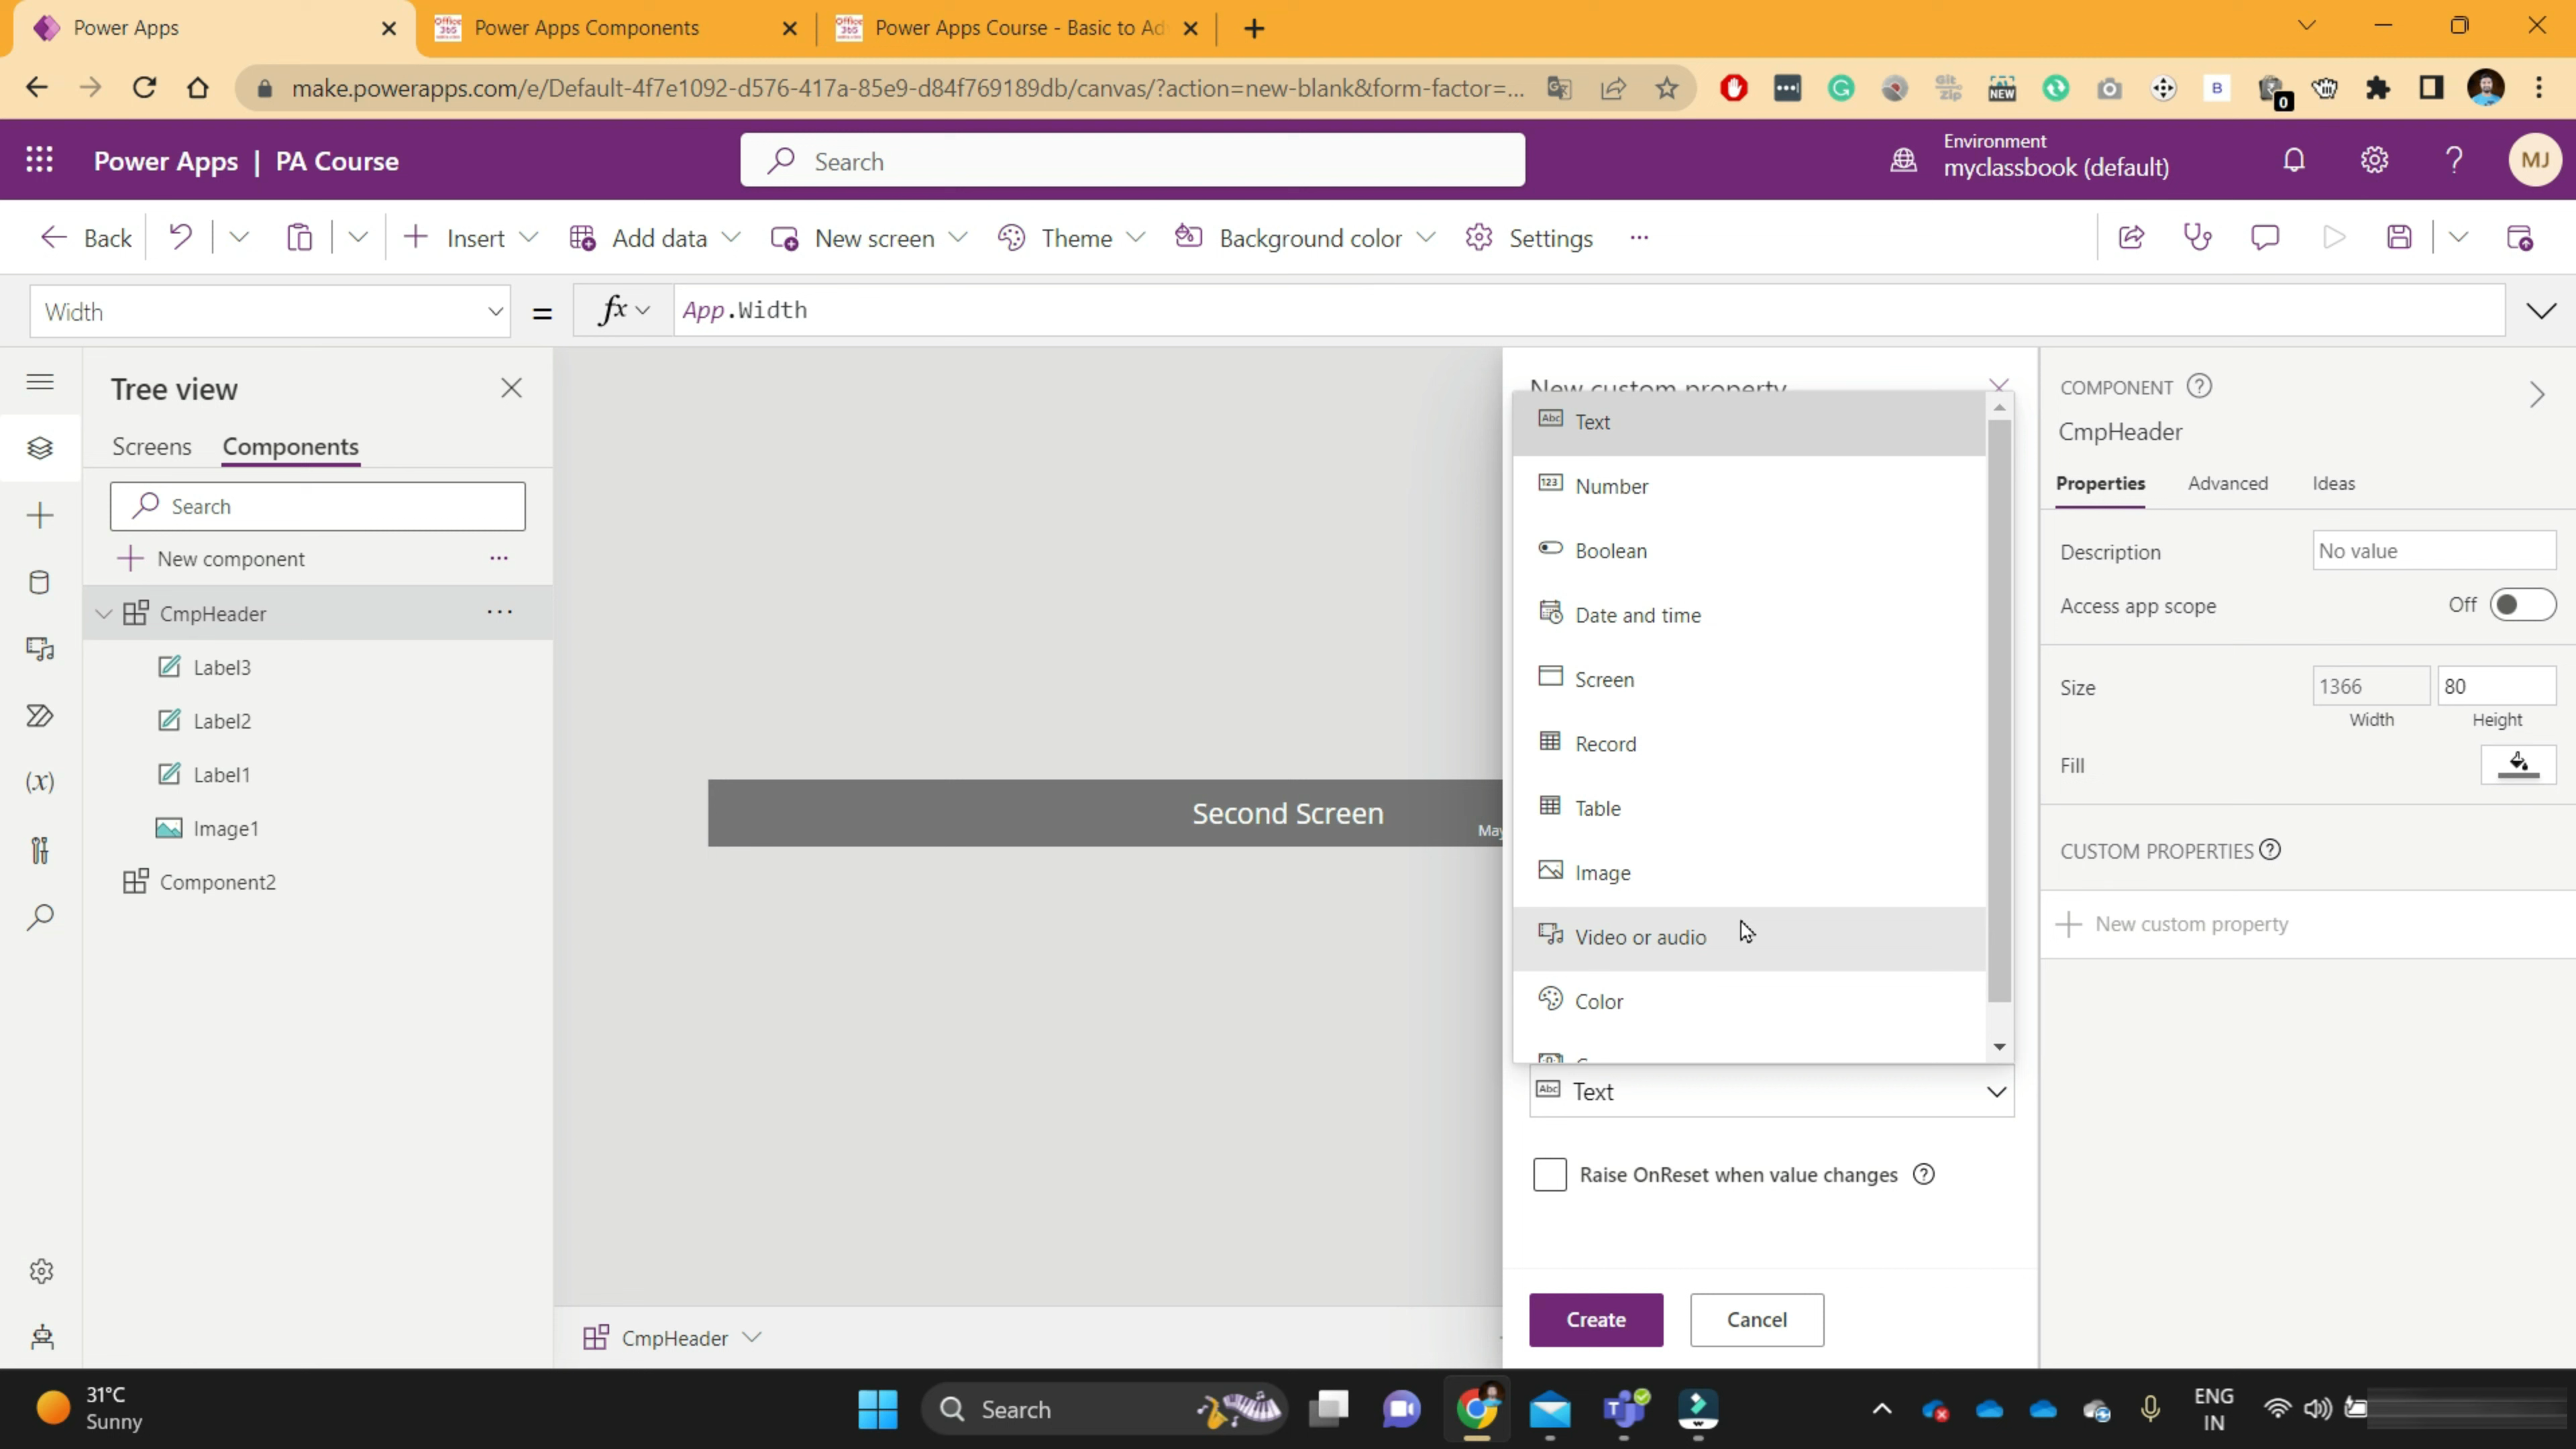 Power Apps
Power Apps Components
Power Apps Course - Basic to Ad
make.powerapps.com/e/Default-4f7e1092-d576-417a-85e9-d84f769189db/canvas/?action=new-blank&form-factor=...
Power Apps | PA Course
Search
Environment
myclassbook (default)
MJ
Back
Insert
Add data
New screen
Theme
Background color
Settings
Width
=
fx
App.Width
Tree view
Screens
Components
Search
New component
CmpHeader
Label3
Label2
Label1
Image1
Component2
Second Screen
May
CmpHeader
New custom property
Text
Number
Boolean
Date and time
Screen
Record
Table
Image
Video or audio
Color
Text
Raise OnReset when value changes
Create
Cancel
COMPONENT
CmpHeader
Properties
Advanced
Ideas
Description
No value
Access app scope
Off
Size
1366
80
Width
Height
Fill
CUSTOM PROPERTIES
New custom property
31°C
Sunny
Search
ENG
IN